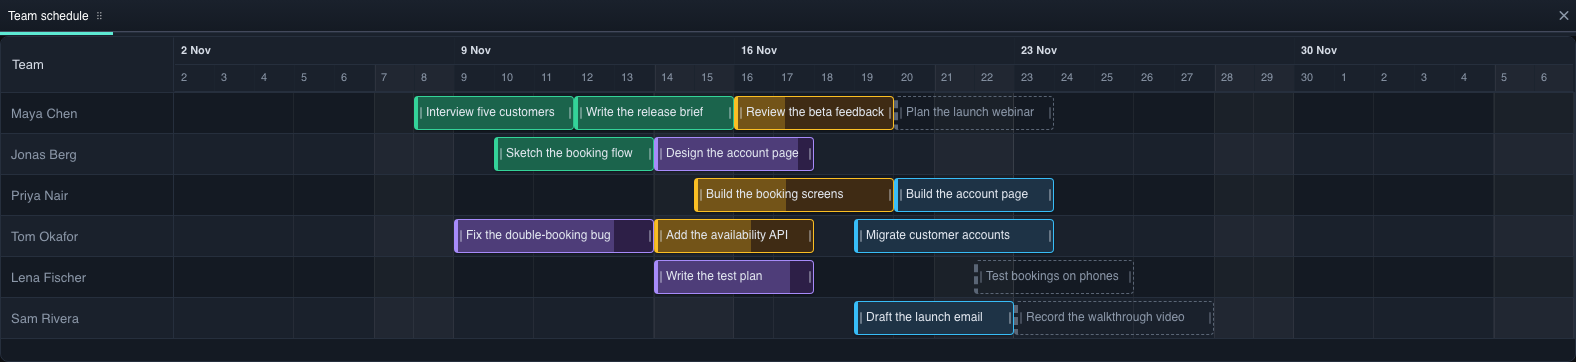 Team schedule
Team
2 Nov 9 Nov 16 Nov 23 Nov 30 Nov
2 3 4 5 6 7 8 9 10 11 12 13 14 15 16 17 18 19 20 21 22 23 24 25 26 27 28 29 30 1 2 3 4 5 6
Maya Chen Interview five customers Write the release brief Review the beta feedback Plan the launch webinar
Jonas Berg Sketch the booking flow Design the account page
Priya Nair Build the booking screens Build the account page
Tom Okafor Fix the double-booking bug Add the availability API Migrate customer accounts
Lena Fischer Write the test plan Test bookings on phones
Sam Rivera Draft the launch email Record the walkthrough video